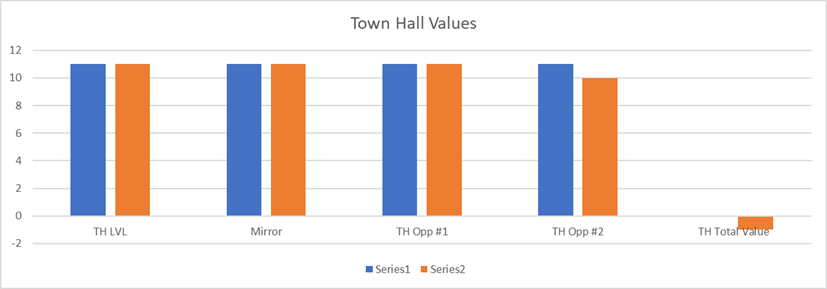 Town Hall Values
12
10
8
6
4
2
0
-2
TH LVL Mirror TH Opp #1 TH Opp #2 TH Total Value
Series1 Series2